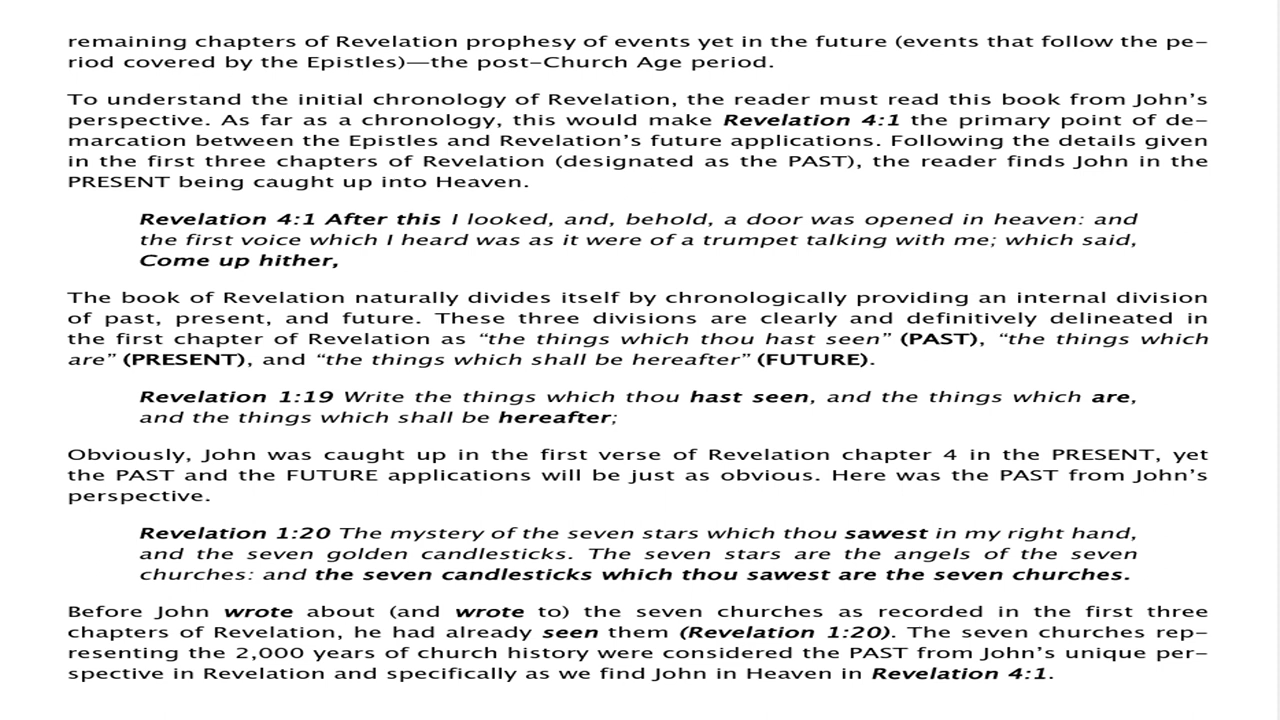 remaining chapters of Revelation prophesy of events yet in the future (events that follow the pe-
riod covered by the Epistles)—the post-Church Age period.
To understand the initial chronology of Revelation, the reader must read this book from John's
perspective. As far as a chronology, this would make Revelation 4:1 the primary point of de-
marcation between the Epistles and Revelation's future applications. Following the details given
in the first three chapters of Revelation (designated as the PAST), the reader finds John in the
PRESENT being caught up into Heaven.
Revelation 4:1 After this I looked, and, behold, a door was opened in heaven: and
the first voice which I heard was as it were of a trumpet talking with me; which said,
Come up hither,
The book of Revelation naturally divides itself by chronologically providing an internal division
of past, present, and future. These three divisions are clearly and definitively delineated in
the first chapter of Revelation as “the things which thou hast seen” (PAST), “the things which
are” (PRESENT), and “the things which shall be hereafter” (FUTURE).
Revelation 1:19 Write the things which thou hast seen, and the things which are,
and the things which shall be hereafter;
Obviously, John was caught up in the first verse of Revelation chapter 4 in the PRESENT, yet
the PAST and the FUTURE applications will be just as obvious. Here was the PAST from John's
perspective.
Revelation 1:20 The mystery of the seven stars which thou sawest in my right hand,
and the seven golden candlesticks. The seven stars are the angels of the seven
churches: and the seven candlesticks which thou sawest are the seven churches.
Before John wrote about (and wrote to) the seven churches as recorded in the first three
chapters of Revelation, he had already seen them (Revelation 1:20). The seven churches rep-
resenting the 2,000 years of church history were considered the PAST from John's unique per-
spective in Revelation and specifically as we find John in Heaven in Revelation 4:1.